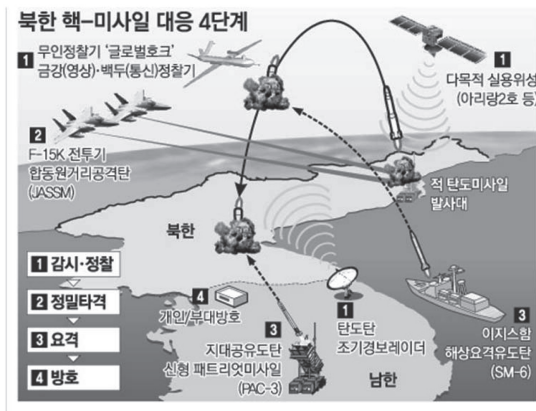 북한 핵-미사일 대응 4단계
1 무인정찰기 '글로벌호크'
금강(영상)·백두(통신)정찰기
1
다목적 실용위성
(아리랑2호 등)
2
F-15K 전투기
합동원거리공격탄
(JASSM)
적 탄도미사일
발사대
북한
1 감시·정찰
2 정밀타격
3 요격
4 방호
4
개인/부대방호
3
지대공유도탄
신형 패트리엇미사일
(PAC-3)
1
탄도탄
조기경보레이더
남한
3
이지스함
해상요격유도탄
(SM-6)